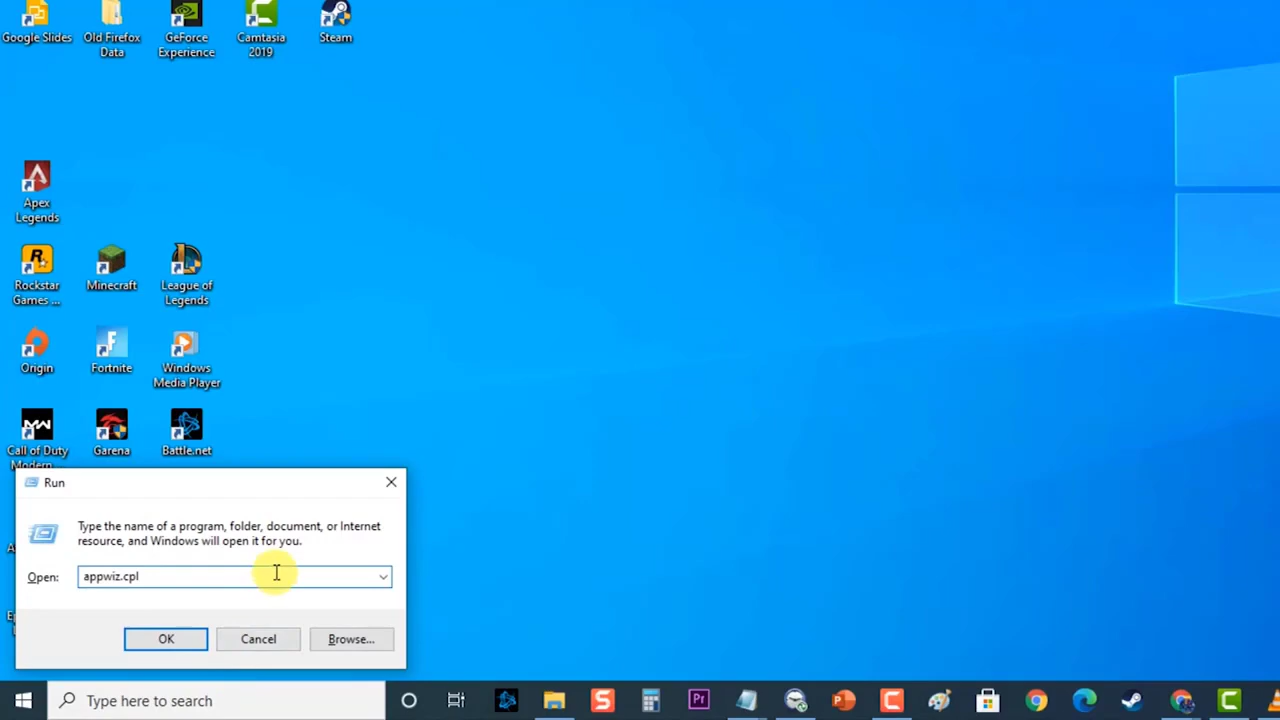 Google Slides
Old Firefox
Data
GeForce
Experience
Camtasia
2019
Steam
Apex
Legends
Rockstar
Games ...
Minecraft
League of
Legends
Origin
Fortnite
Windows
Media Player
Call of Duty
Modern ...
Garena
Battle.net
Run
Type the name of a program, folder, document, or Internet
resource, and Windows will open it for you.
Open:
appwiz.cpl
OK
Cancel
Browse...
Type here to search